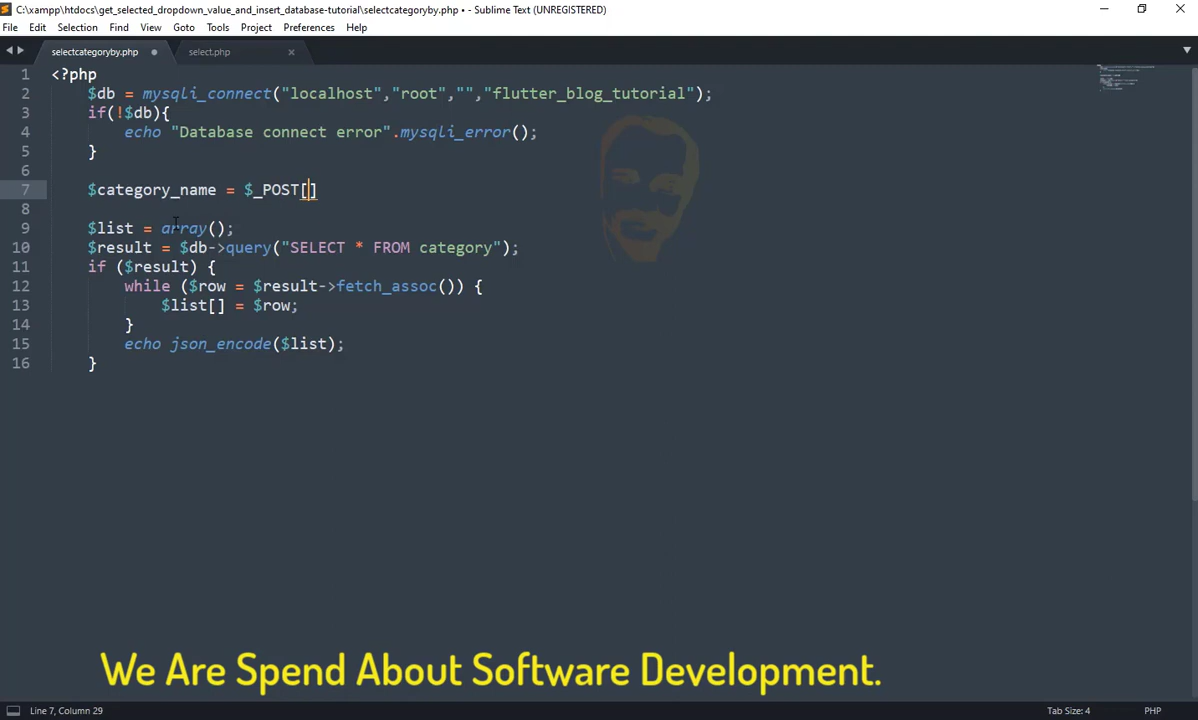 C:\xampp\htdocs\get_selected_dropdown_value_and_insert_database-tutorial\selectcategoryby.php • - Sublime Text (UNREGISTERED)
File Edit Selection Find View Goto Tools Project Preferences Help
selectcategoryby.php select.php
1 <?php
2 $db = mysqli_connect("localhost","root","","flutter_blog_tutorial");
3 if(!$db){
4 echo "Database connect error".mysqli_error();
5 }
6
7 $category_name = $_POST[]
8
9 $list = array();
10 $result = $db->query("SELECT * FROM category");
11 if ($result) {
12 while ($row = $result->fetch_assoc()) {
13 $list[] = $row;
14 }
15 echo json_encode($list);
16 }
We Are Spend About Software Development.
Line 7, Column 29 Tab Size: 4 PHP